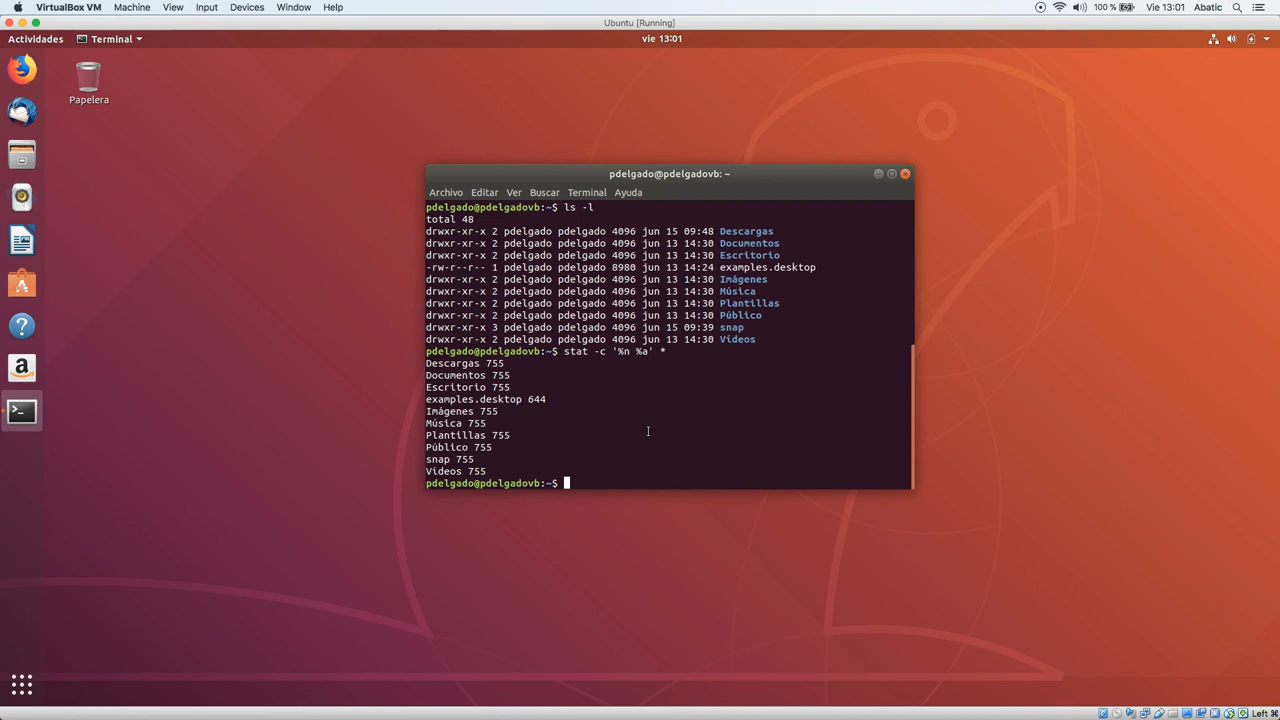 VirtualBox VM Machine View Input Devices Window Help 100 % Vie 13:01 Abatic
Ubuntu [Running]
Actividades Terminal vie 13:01
Papelera
pdelgado@pdelgadovb: ~
Archivo Editar Ver Buscar Terminal Ayuda
pdelgado@pdelgadovb:~$ ls -l
total 48
drwxr-xr-x 2 pdelgado pdelgado 4096 jun 15 09:48 Descargas
drwxr-xr-x 2 pdelgado pdelgado 4096 jun 13 14:30 Documentos
drwxr-xr-x 2 pdelgado pdelgado 4096 jun 13 14:30 Escritorio
-rw-r--r-- 1 pdelgado pdelgado 8980 jun 13 14:24 examples.desktop
drwxr-xr-x 2 pdelgado pdelgado 4096 jun 13 14:30 Imágenes
drwxr-xr-x 2 pdelgado pdelgado 4096 jun 13 14:30 Música
drwxr-xr-x 2 pdelgado pdelgado 4096 jun 13 14:30 Plantillas
drwxr-xr-x 2 pdelgado pdelgado 4096 jun 13 14:30 Público
drwxr-xr-x 3 pdelgado pdelgado 4096 jun 15 09:39 snap
drwxr-xr-x 2 pdelgado pdelgado 4096 jun 13 14:30 Vídeos
pdelgado@pdelgadovb:~$ stat -c '%n %a' *
Descargas 755
Documentos 755
Escritorio 755
examples.desktop 644
Imágenes 755
Música 755
Plantillas 755
Público 755
snap 755
Vídeos 755
pdelgado@pdelgadovb:~$
Left ⌘